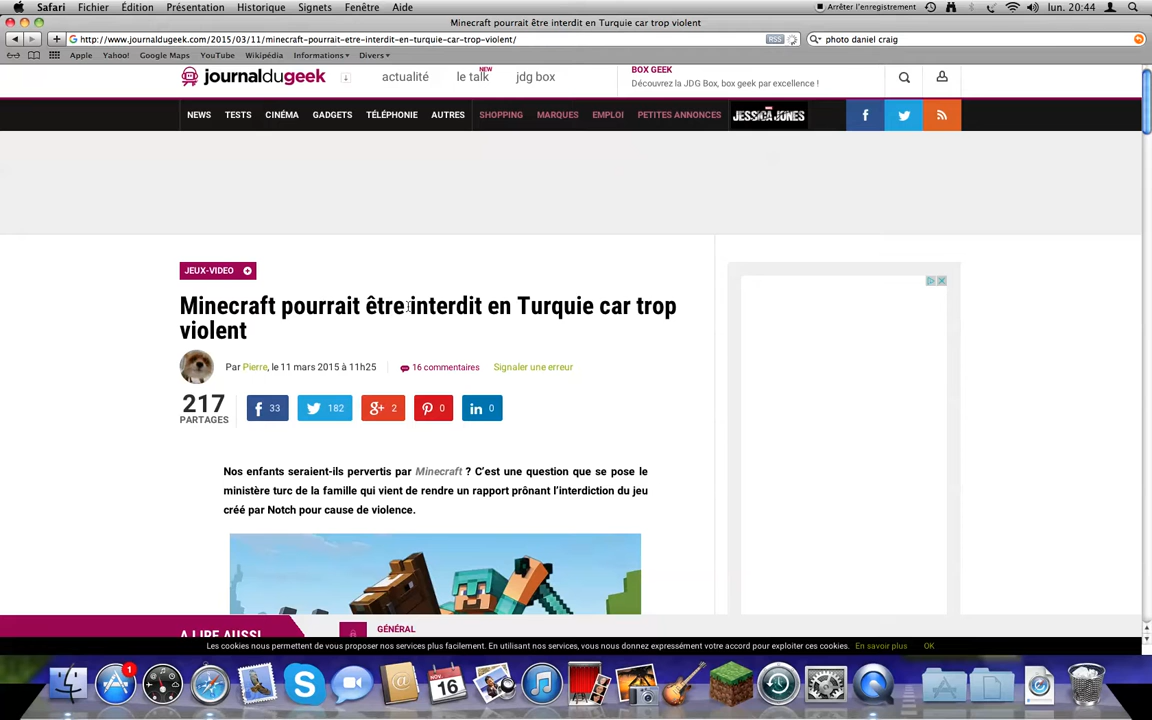 Safari Fichier Édition Présentation Historique Signets Fenêtre Aide Arrêter l'enregistrement lun. 20:44
Minecraft pourrait être interdit en Turquie car trop violent
http://www.journaldugeek.com/2015/03/11/minecraft-pourrait-etre-interdit-en-turquie-car-trop-violent/ RSS photo daniel craig
Apple Yahoo! Google Maps YouTube Wikipédia Informations Divers
journaldugeek actualité le talk NEW jdg box
BOX GEEK
Découvrez la JDG Box, box geek par excellence !
NEWS TESTS CINÉMA GADGETS TÉLÉPHONIE AUTRES SHOPPING MARQUES EMPLOI PETITES ANNONCES JESSICA JONES
JEUX-VIDEO
Minecraft pourrait être interdit en Turquie car trop
violent
Par Pierre, le 11 mars 2015 à 11h25 16 commentaires Signaler une erreur
217
PARTAGES
33 182 g+ 2 0 in 0
Nos enfants seraient-ils pervertis par Minecraft ? C'est une question que se pose le
ministère turc de la famille qui vient de rendre un rapport prônant l'interdiction du jeu
créé par Notch pour cause de violence.
A LIRE AUSSI
GÉNÉRAL
Les cookies nous permettent de vous proposer nos services plus facilement. En utilisant nos services, vous nous donnez expressément votre accord pour exploiter ces cookies. En savoir plus OK
1
NOV.
16